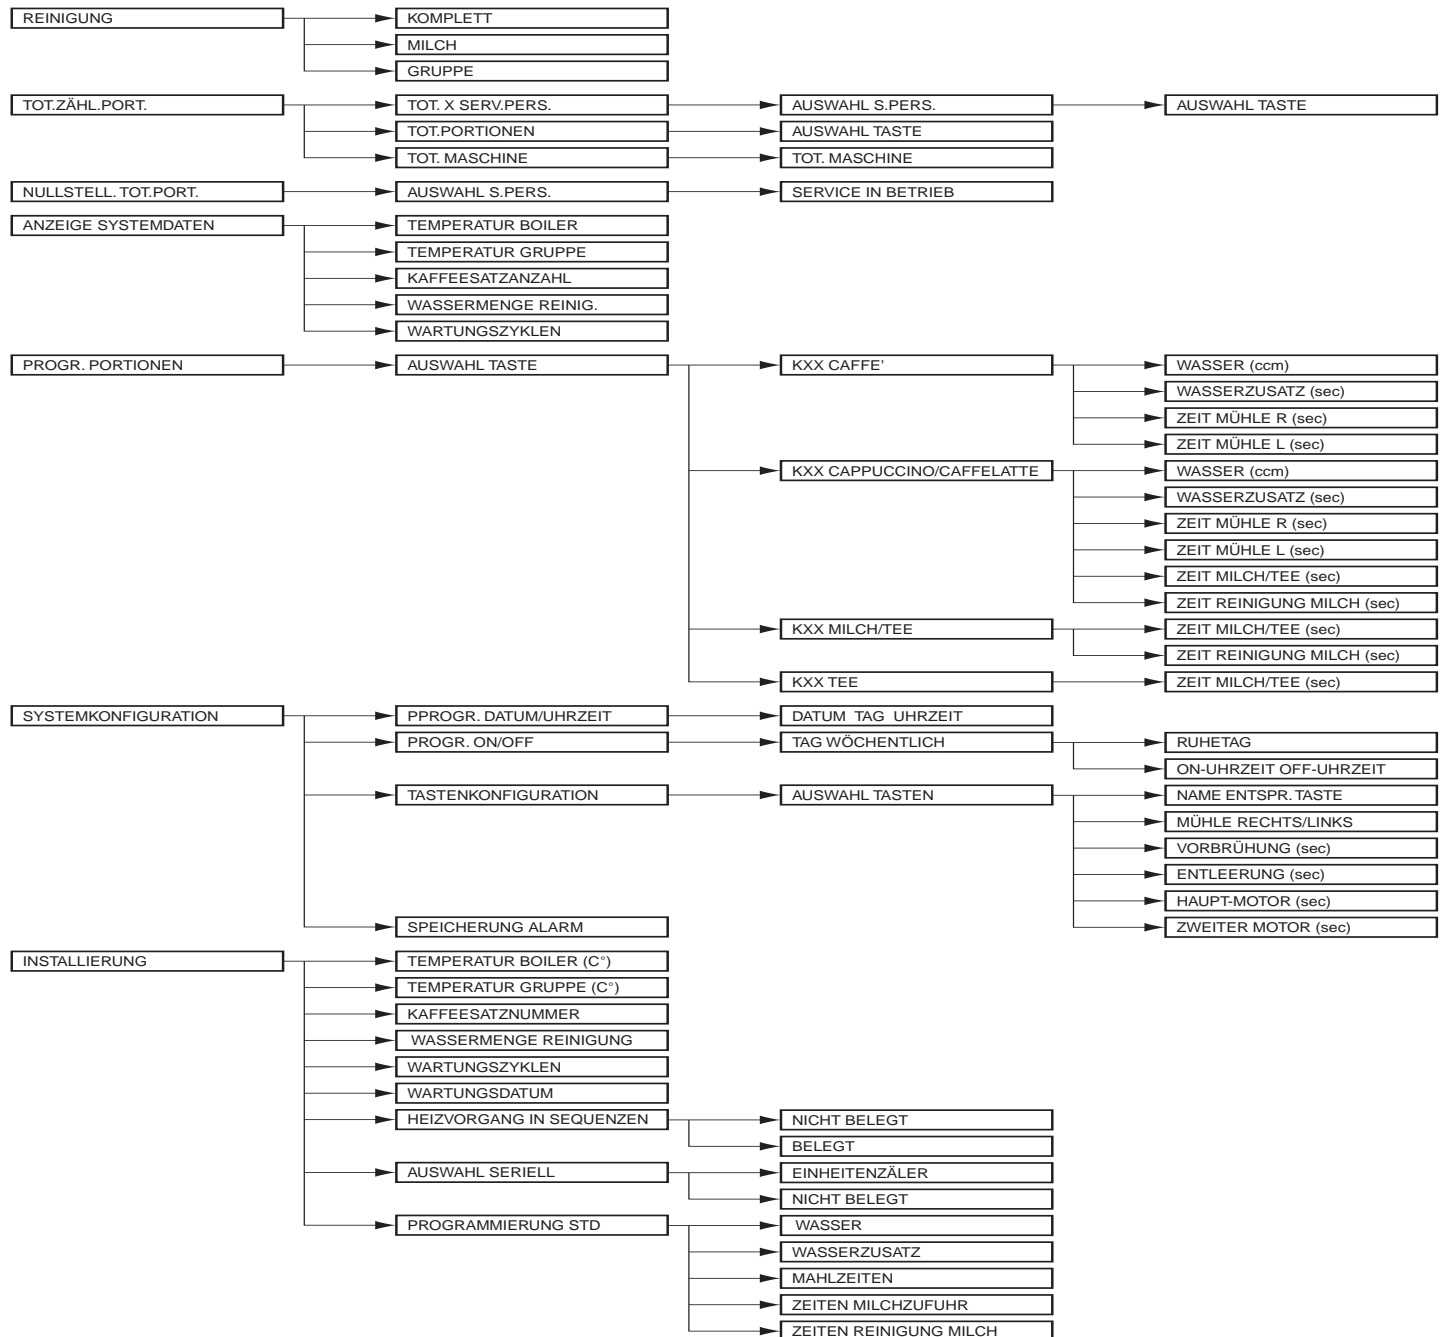 REINIGUNG
KOMPLETT
MILCH
GRUPPE
TOT.ZÄHL.PORT.
TOT. X SERV.PERS.
AUSWAHL S.PERS.
AUSWAHL TASTE
TOT.PORTIONEN
AUSWAHL TASTE
TOT. MASCHINE
TOT. MASCHINE
NULLSTELL. TOT.PORT.
AUSWAHL S.PERS.
SERVICE IN BETRIEB
ANZEIGE SYSTEMDATEN
TEMPERATUR BOILER
TEMPERATUR GRUPPE
KAFFEESATZANZAHL
WASSERMENGE REINIG.
WARTUNGSZYKLEN
PROGR. PORTIONEN
AUSWAHL TASTE
KXX CAFFE'
WASSER (ccm)
WASSERZUSATZ (sec)
ZEIT MÜHLE R (sec)
ZEIT MÜHLE L (sec)
KXX CAPPUCCINO/CAFFELATTE
WASSER (ccm)
WASSERZUSATZ (sec)
ZEIT MÜHLE R (sec)
ZEIT MÜHLE L (sec)
ZEIT MILCH/TEE (sec)
ZEIT REINIGUNG MILCH (sec)
KXX MILCH/TEE
ZEIT MILCH/TEE (sec)
ZEIT REINIGUNG MILCH (sec)
KXX TEE
ZEIT MILCH/TEE (sec)
SYSTEMKONFIGURATION
PPROGR. DATUM/UHRZEIT
DATUM TAG UHRZEIT
PROGR. ON/OFF
TAG WÖCHENTLICH
RUHETAG
ON-UHRZEIT OFF-UHRZEIT
TASTENKONFIGURATION
AUSWAHL TASTEN
NAME ENTSPR. TASTE
MÜHLE RECHTS/LINKS
VORBRÜHUNG (sec)
ENTLEERUNG (sec)
HAUPT-MOTOR (sec)
ZWEITER MOTOR (sec)
SPEICHERUNG ALARM
INSTALLIERUNG
TEMPERATUR BOILER (C°)
TEMPERATUR GRUPPE (C°)
KAFFEESATZNUMMER
WASSERMENGE REINIGUNG
WARTUNGSZYKLEN
WARTUNGSDATUM
HEIZVORGANG IN SEQUENZEN
NICHT BELEGT
BELEGT
AUSWAHL SERIELL
EINHEITENZÄLER
NICHT BELEGT
PROGRAMMIERUNG STD
WASSER
WASSERZUSATZ
MAHLZEITEN
ZEITEN MILCHZUFUHR
ZEITEN REINIGUNG MILCH